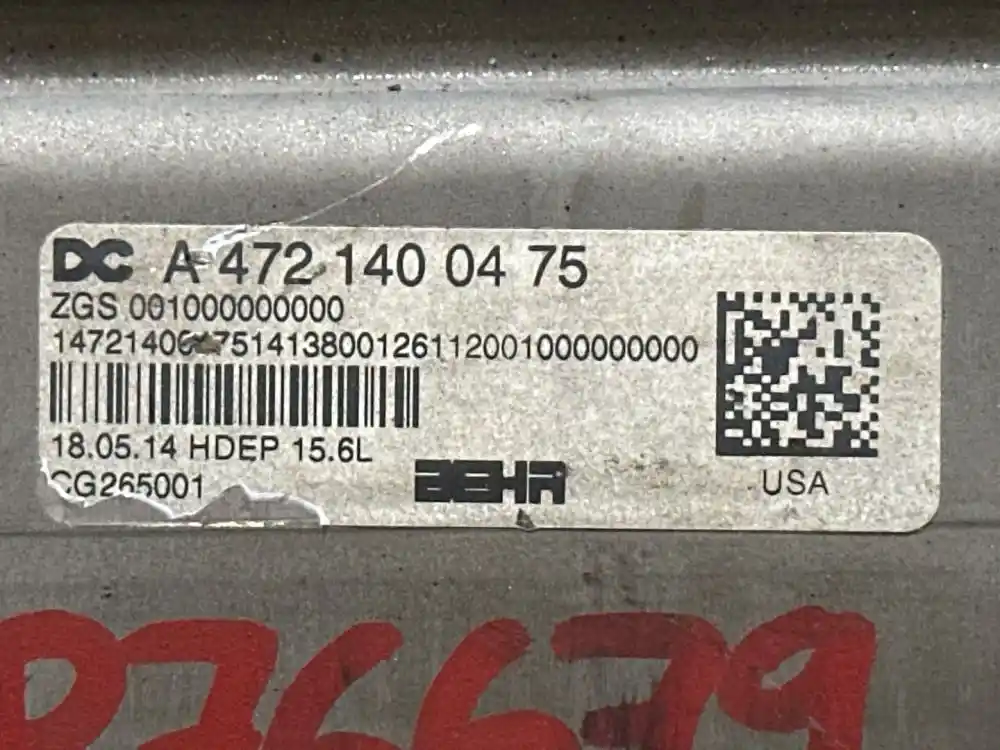 DC A 472 140 04 75
ZGS 001000000000
18.05.14 HDEP 15.6L
CG265001
BEHR
USA